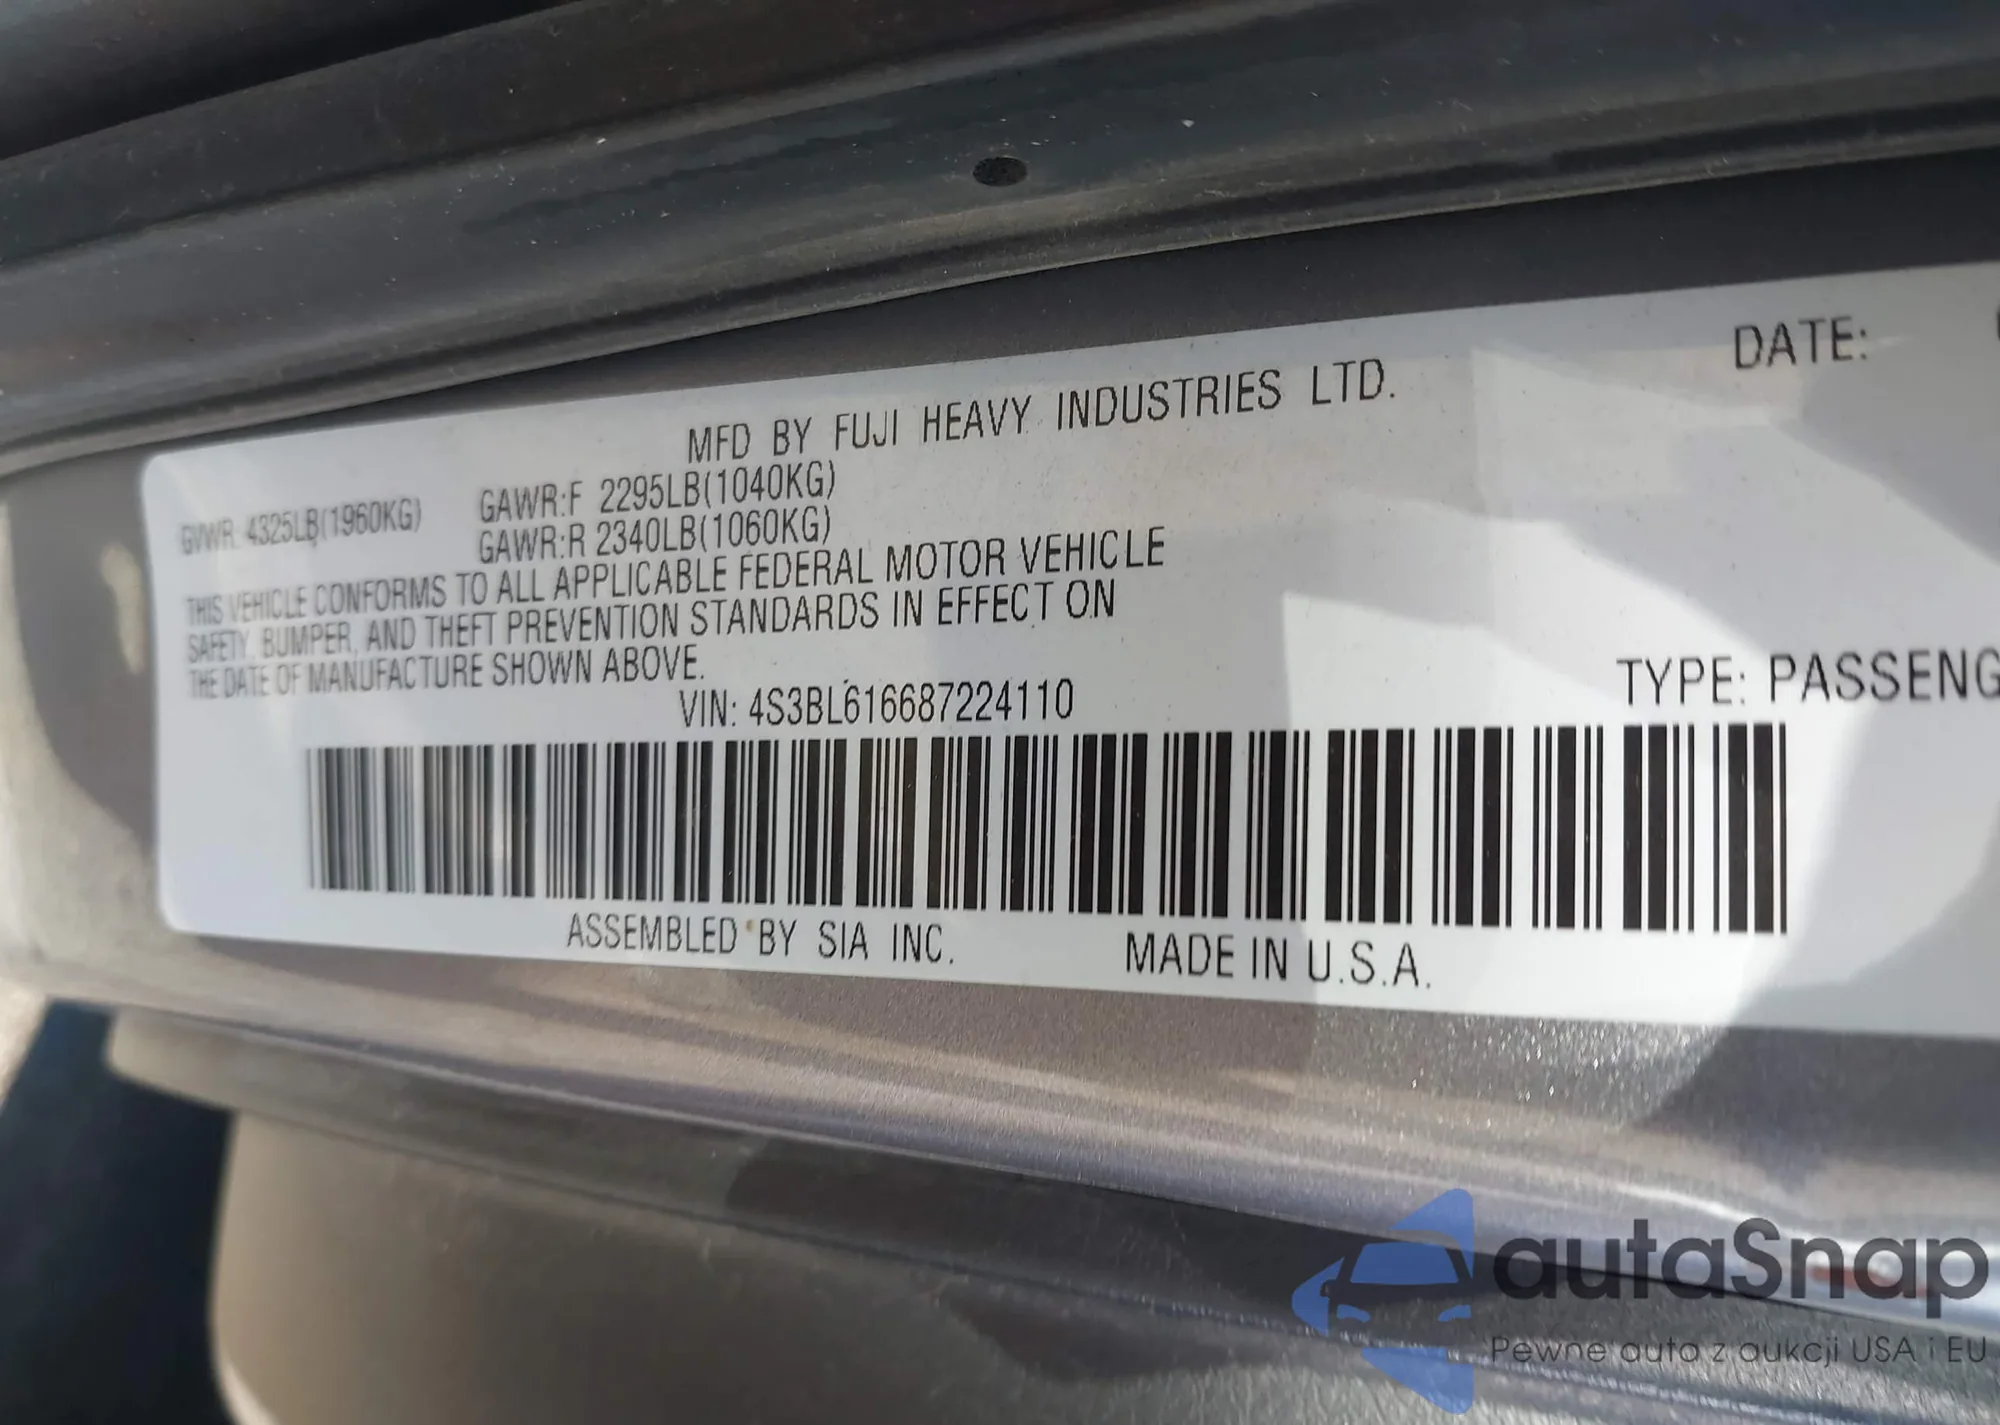 DATE:
MFD BY FUJI HEAVY INDUSTRIES LTD.
GVWR: 4325LB(1960KG) GAWR:F 2295LB(1040KG)
GAWR:R 2340LB(1060KG)
THIS VEHICLE CONFORMS TO ALL APPLICABLE FEDERAL MOTOR VEHICLE
SAFETY, BUMPER, AND THEFT PREVENTION STANDARDS IN EFFECT ON
THE DATE OF MANUFACTURE SHOWN ABOVE.
VIN: 4S3BL616687224110 TYPE: PASSENG
ASSEMBLED BY SIA INC. MADE IN U.S.A.
autaSnap
Pewne auta z aukcji USA i EU